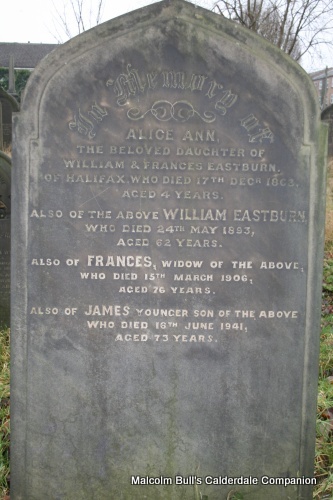 In Memory of
ALICE ANN,
THE BELOVED DAUGHTER OF
WILLIAM & FRANCES EASTBURN,
OF HALIFAX, WHO DIED 17TH DECR 1863,
AGED 4 YEARS.
ALSO OF THE ABOVE WILLIAM EASTBURN,
WHO DIED 24TH MAY 1893,
AGED 62 YEARS.
ALSO OF FRANCES, WIDOW OF THE ABOVE,
WHO DIED 15TH MARCH 1906,
AGED 76 YEARS.
ALSO OF JAMES YOUNGER SON OF THE ABOVE
WHO DIED 18TH JUNE 1941,
AGED 73 YEARS.
Malcolm Bull's Calderdale Companion